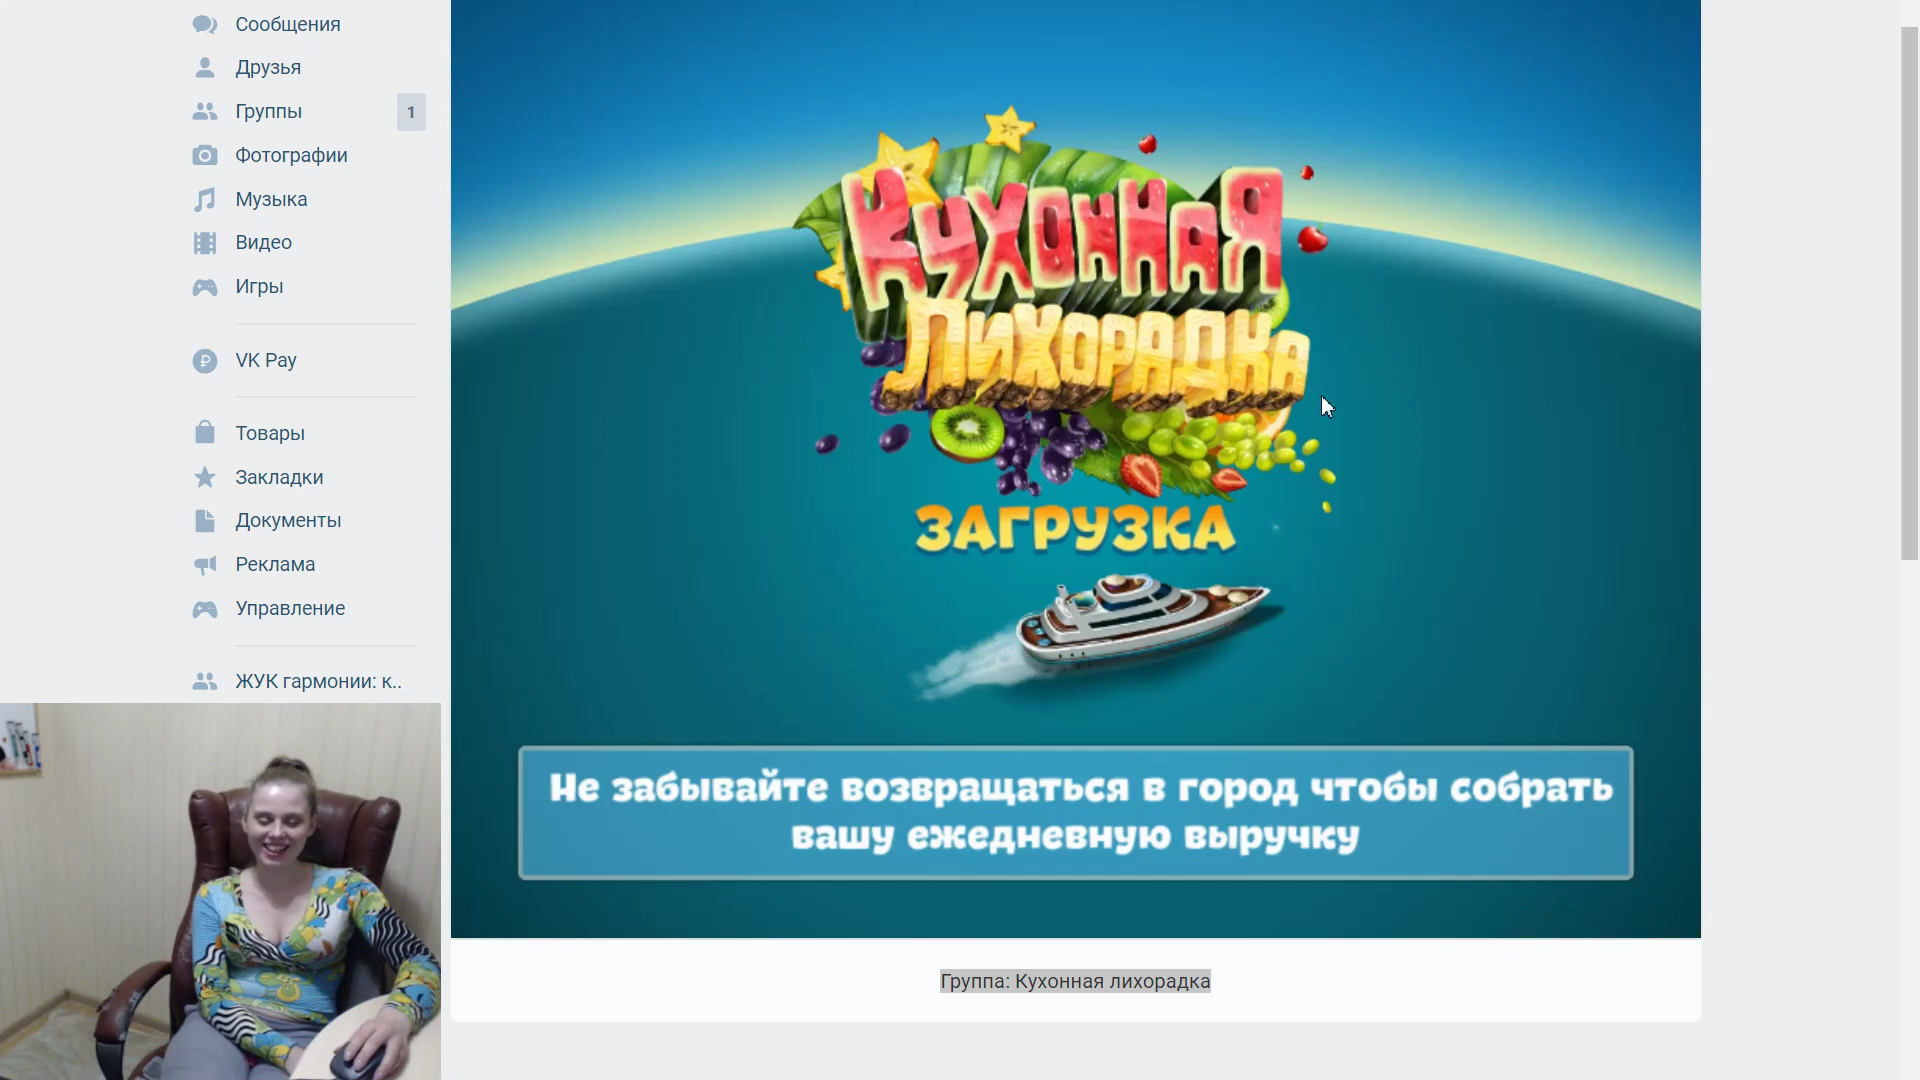 Сообщения
Друзья
Группы
1
Фотографии
Музыка
Видео
Игры
VK Pay
Товары
Закладки
Документы
Реклама
Управление
ЖУК гармонии: к..
Кухонная
Лихорадка
ЗАГРУЗКА
Не забывайте возвращаться в город чтобы собрать
вашу ежедневную выручку
Группа: Кухонная лихорадка